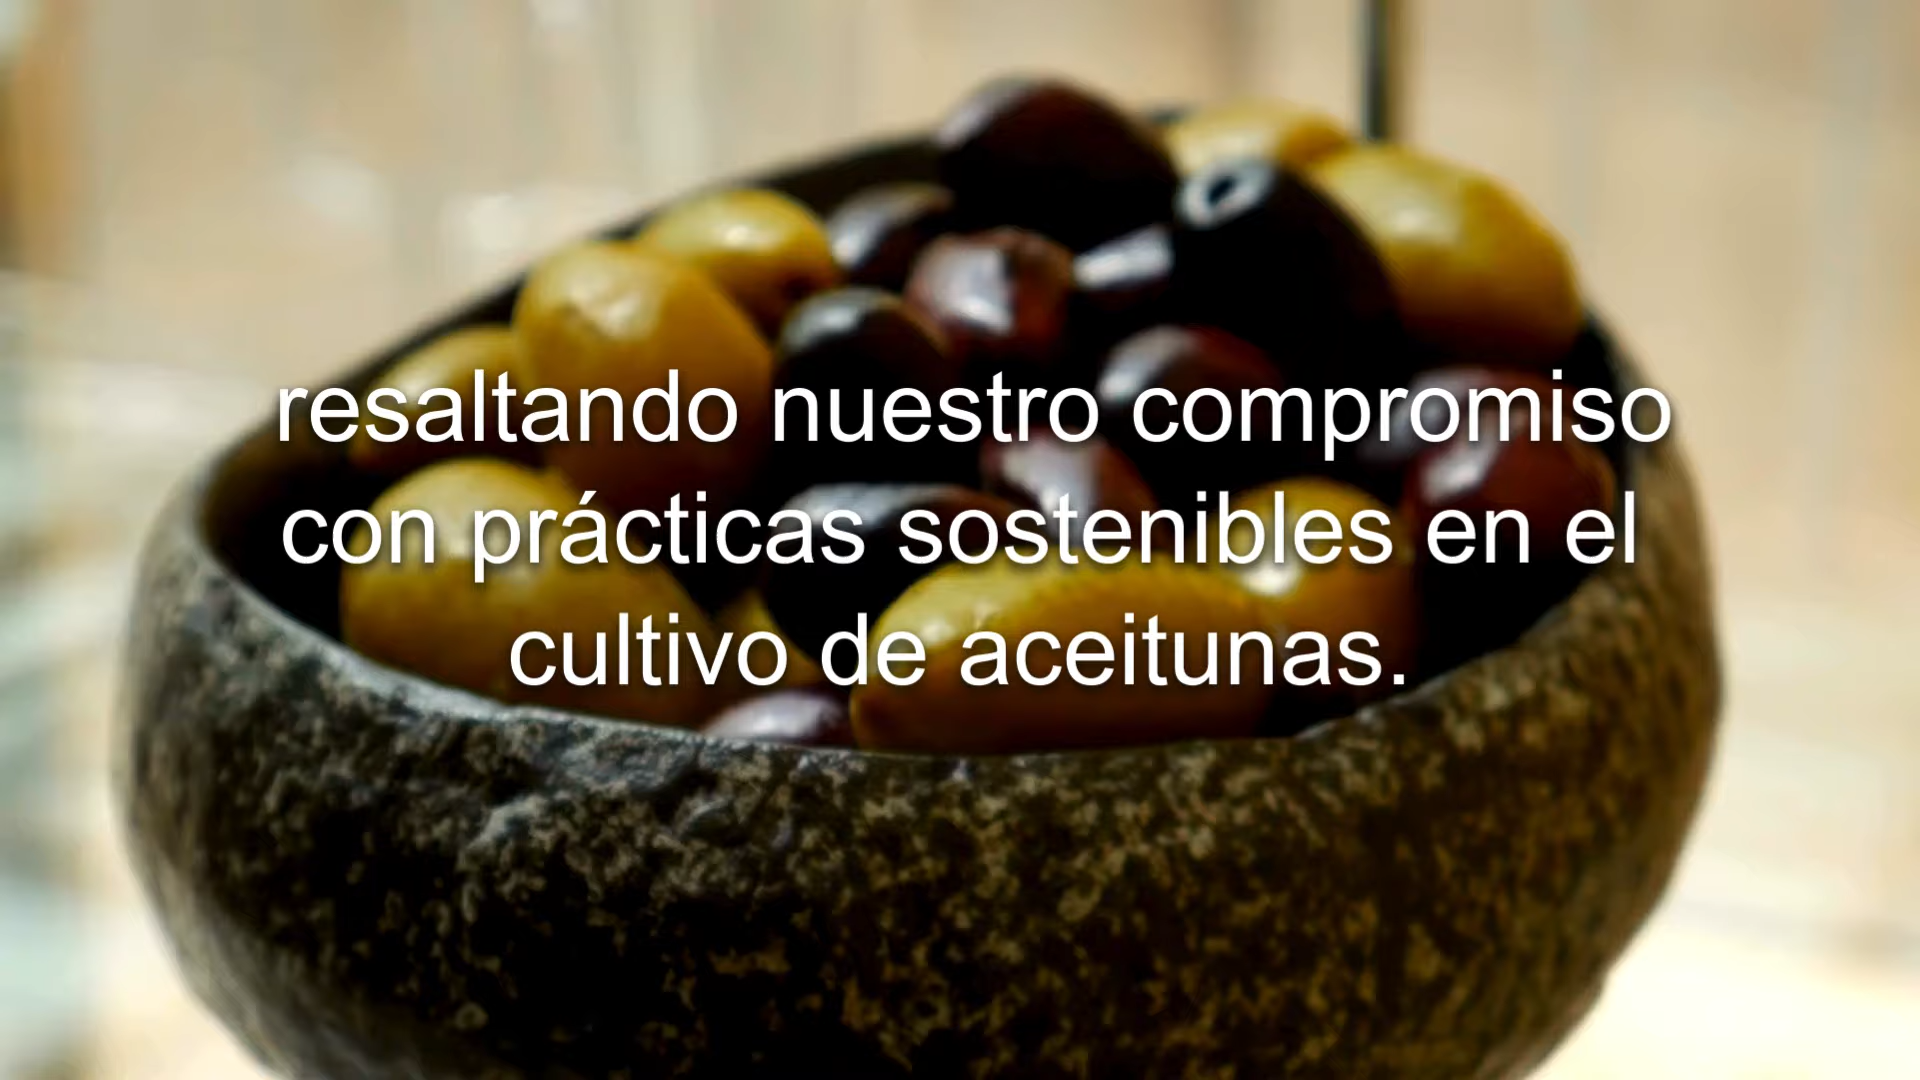 resaltando nuestro compromiso
con prácticas sostenibles en el
cultivo de aceitunas.